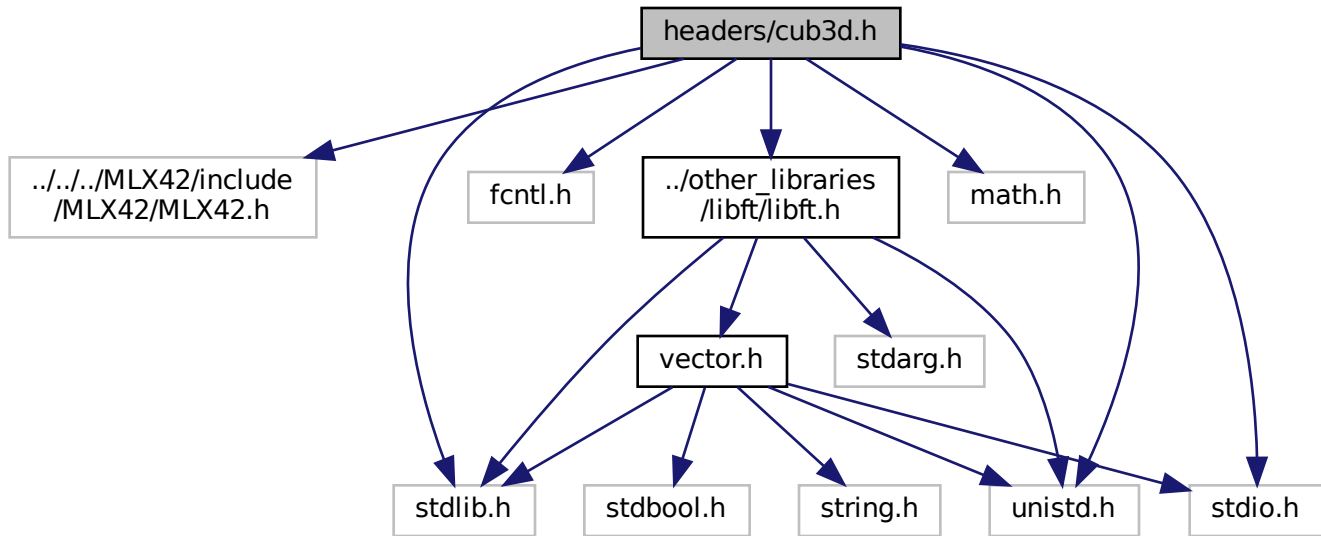 headers/cub3d.h
../../../MLX42/include
/MLX42/MLX42.h
fcntl.h
../other_libraries
/libft/libft.h
math.h
vector.h
stdarg.h
stdlib.h
stdbool.h
string.h
unistd.h
stdio.h